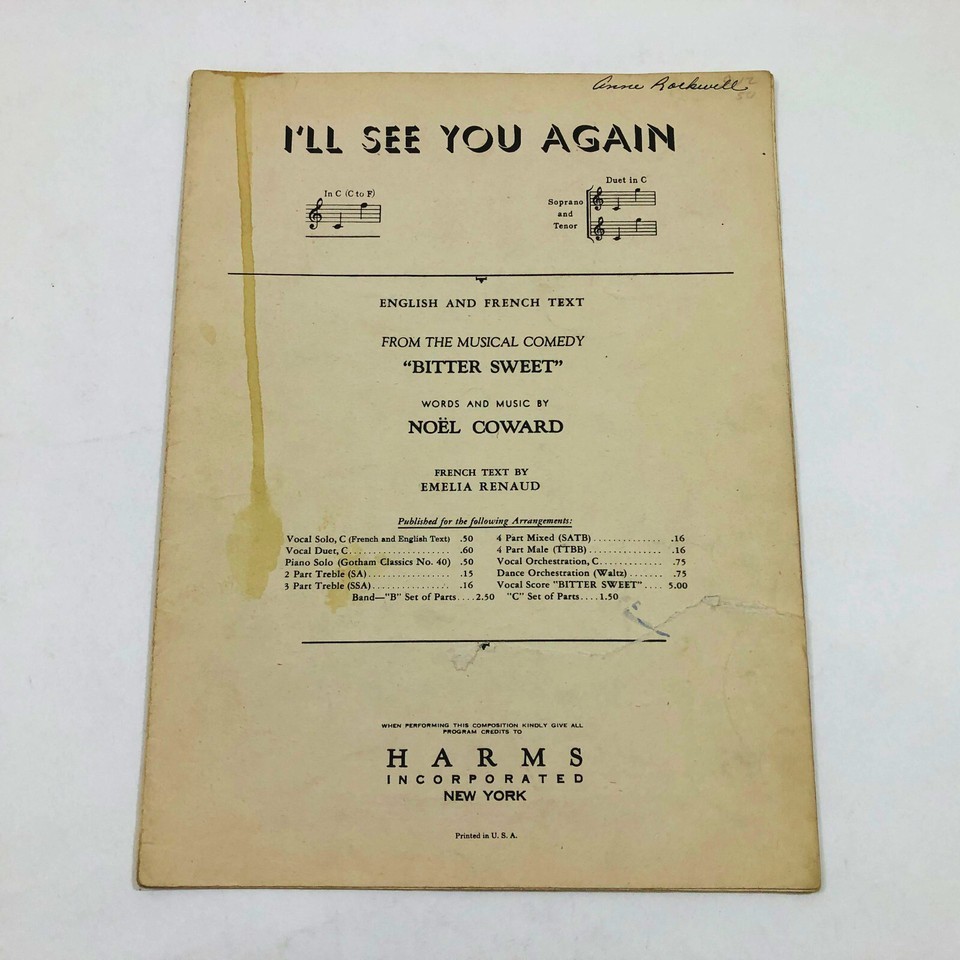 Anne Rockwell
I'LL SEE YOU AGAIN
In C (C to F)
Duet in C
Soprano
and
Tenor
ENGLISH AND FRENCH TEXT
FROM THE MUSICAL COMEDY
"BITTER SWEET"
WORDS AND MUSIC BY
NOËL COWARD
FRENCH TEXT BY
EMELIA RENAUD
Published for the following Arrangements:
Vocal Solo, C (French and English Text) .50
Vocal Duet, C..................... .60
Piano Solo (Gotham Classics No. 40) .50
2 Part Treble (SA)................. .15
3 Part Treble (SSA)................ .16
4 Part Mixed (SATB).............. .16
4 Part Male (TTBB)............... .16
Vocal Orchestration, C............ .75
Dance Orchestration (Waltz)....... .75
Vocal Score "BITTER SWEET".... 5.00
Band—"B" Set of Parts....2.50 "C" Set of Parts....1.50
WHEN PERFORMING THIS COMPOSITION KINDLY GIVE ALL
PROGRAM CREDITS TO
HARMS
INCORPORATED
NEW YORK
Printed in U. S. A.